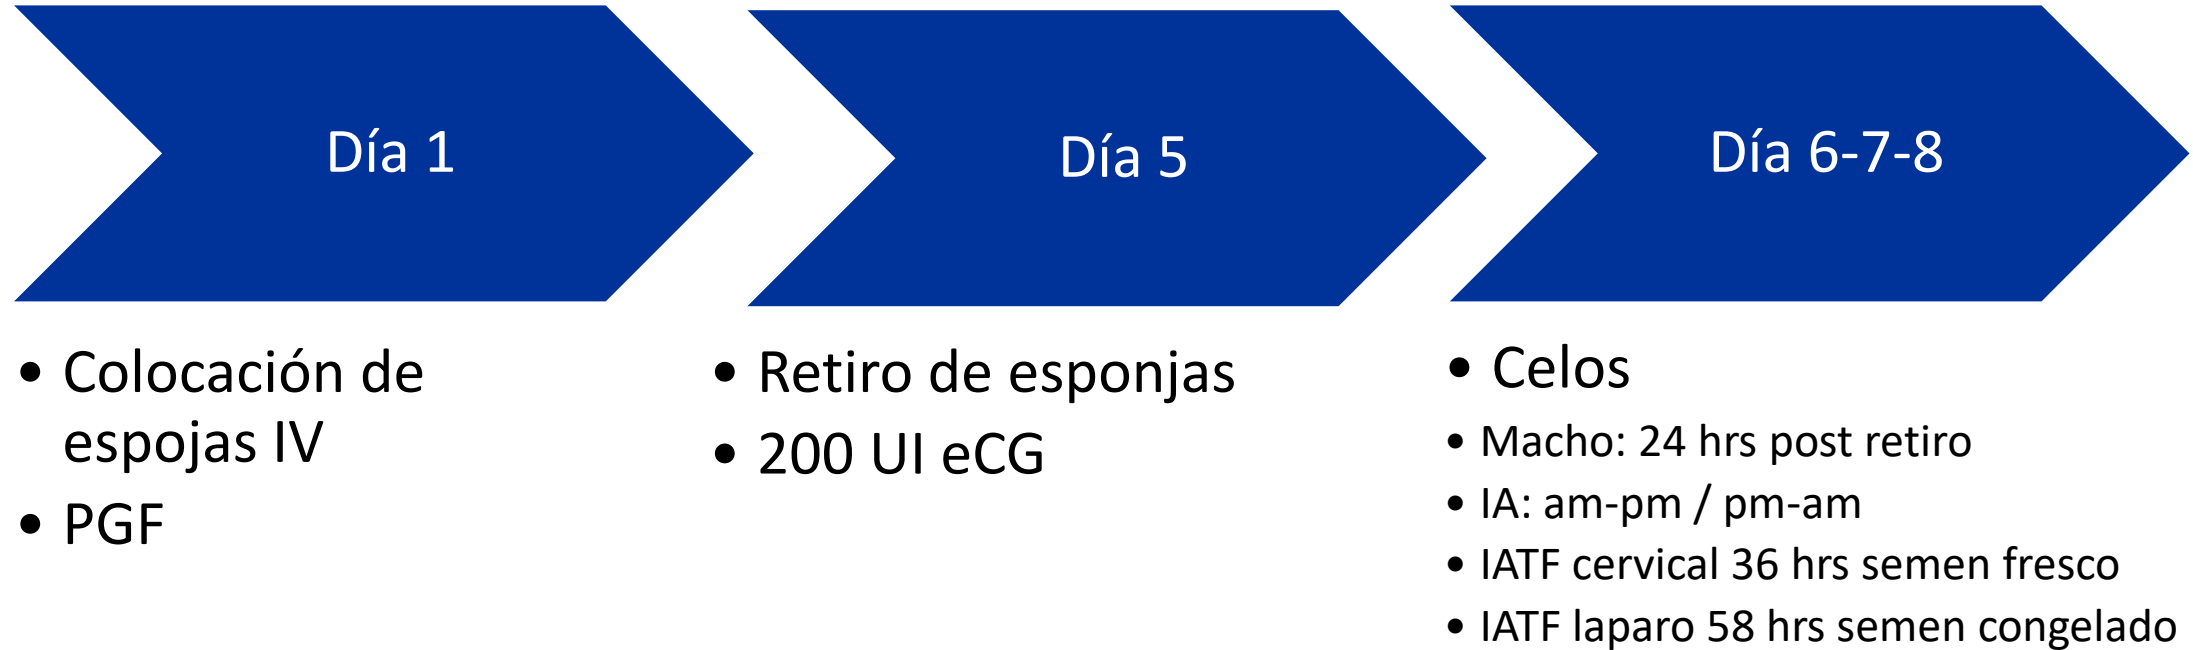 Día 1
• Colocación de
espojas IV
• PGF
Día 5
• Retiro de esponjas
• 200 UI eCG
Día 6-7-8
• Celos
• Macho: 24 hrs post retiro
• IA: am-pm / pm-am
• IATF cervical 36 hrs semen fresco
• IATF laparo 58 hrs semen congelado